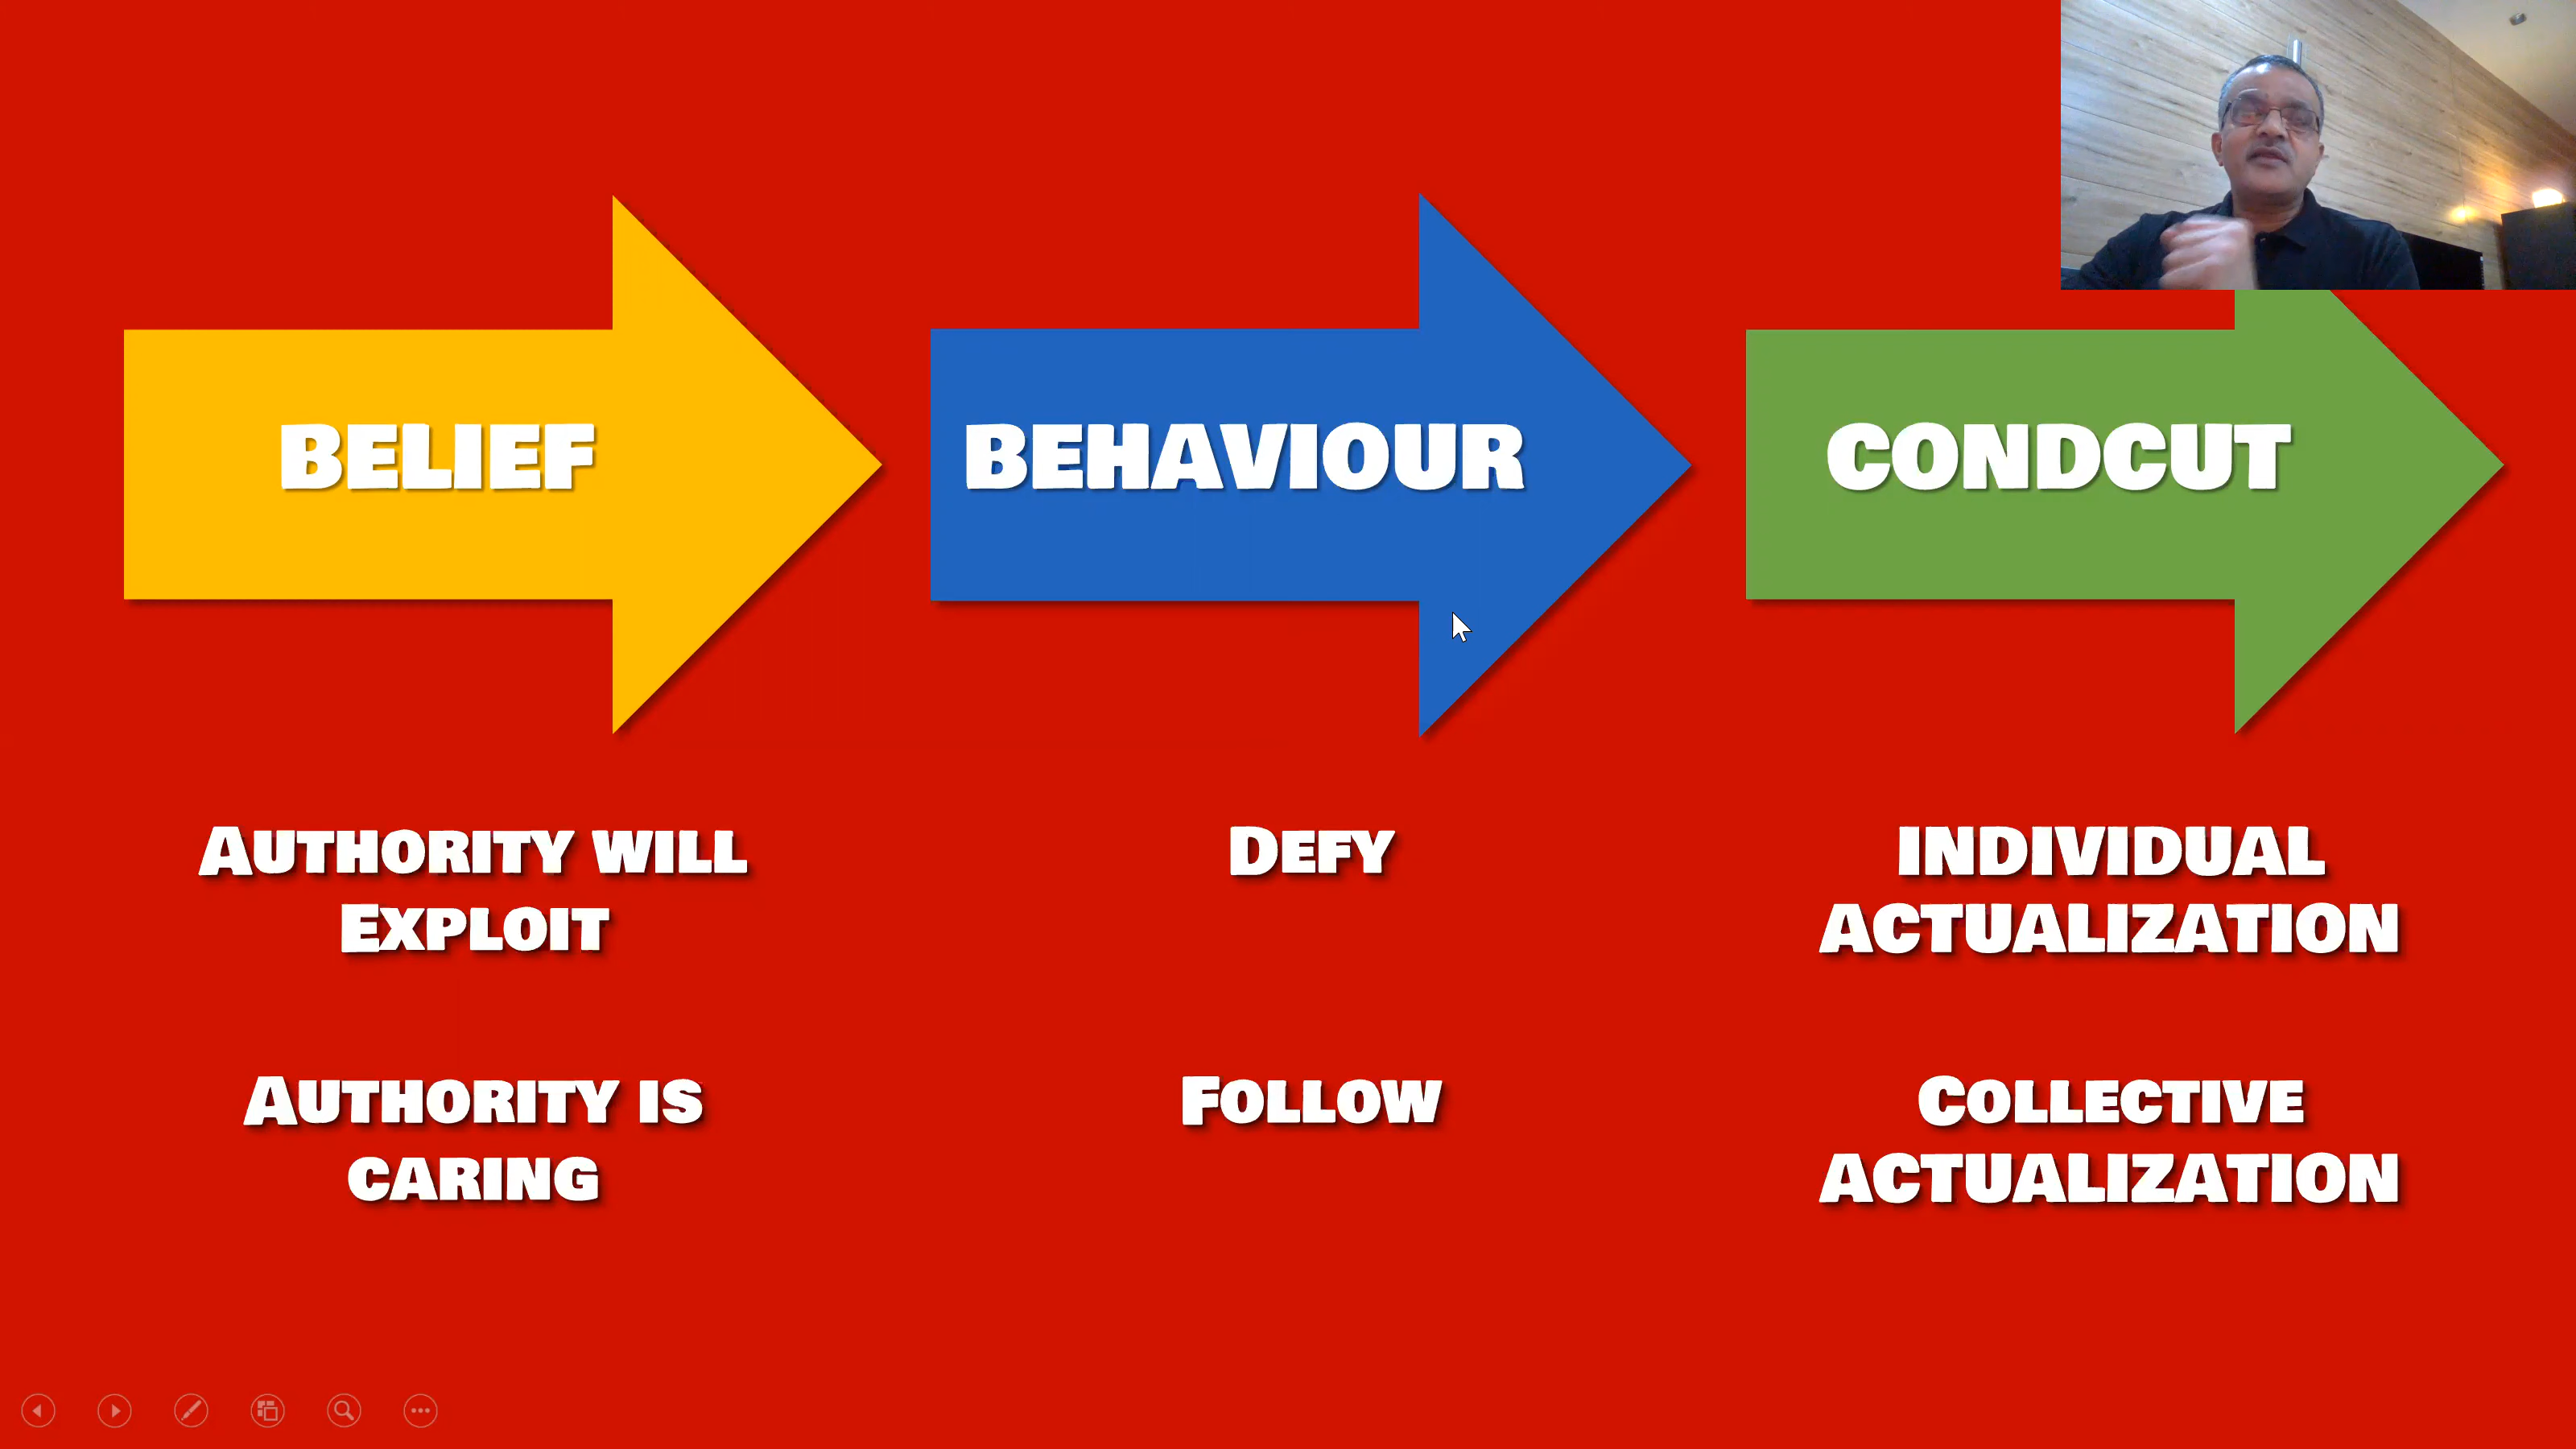 BELIEF
BEHAVIOUR
CONDCUT
AUTHORITY WILL
EXPLOIT
DEFY
INDIVIDUAL
ACTUALIZATION
AUTHORITY IS
CARING
FOLLOW
COLLECTIVE
ACTUALIZATION